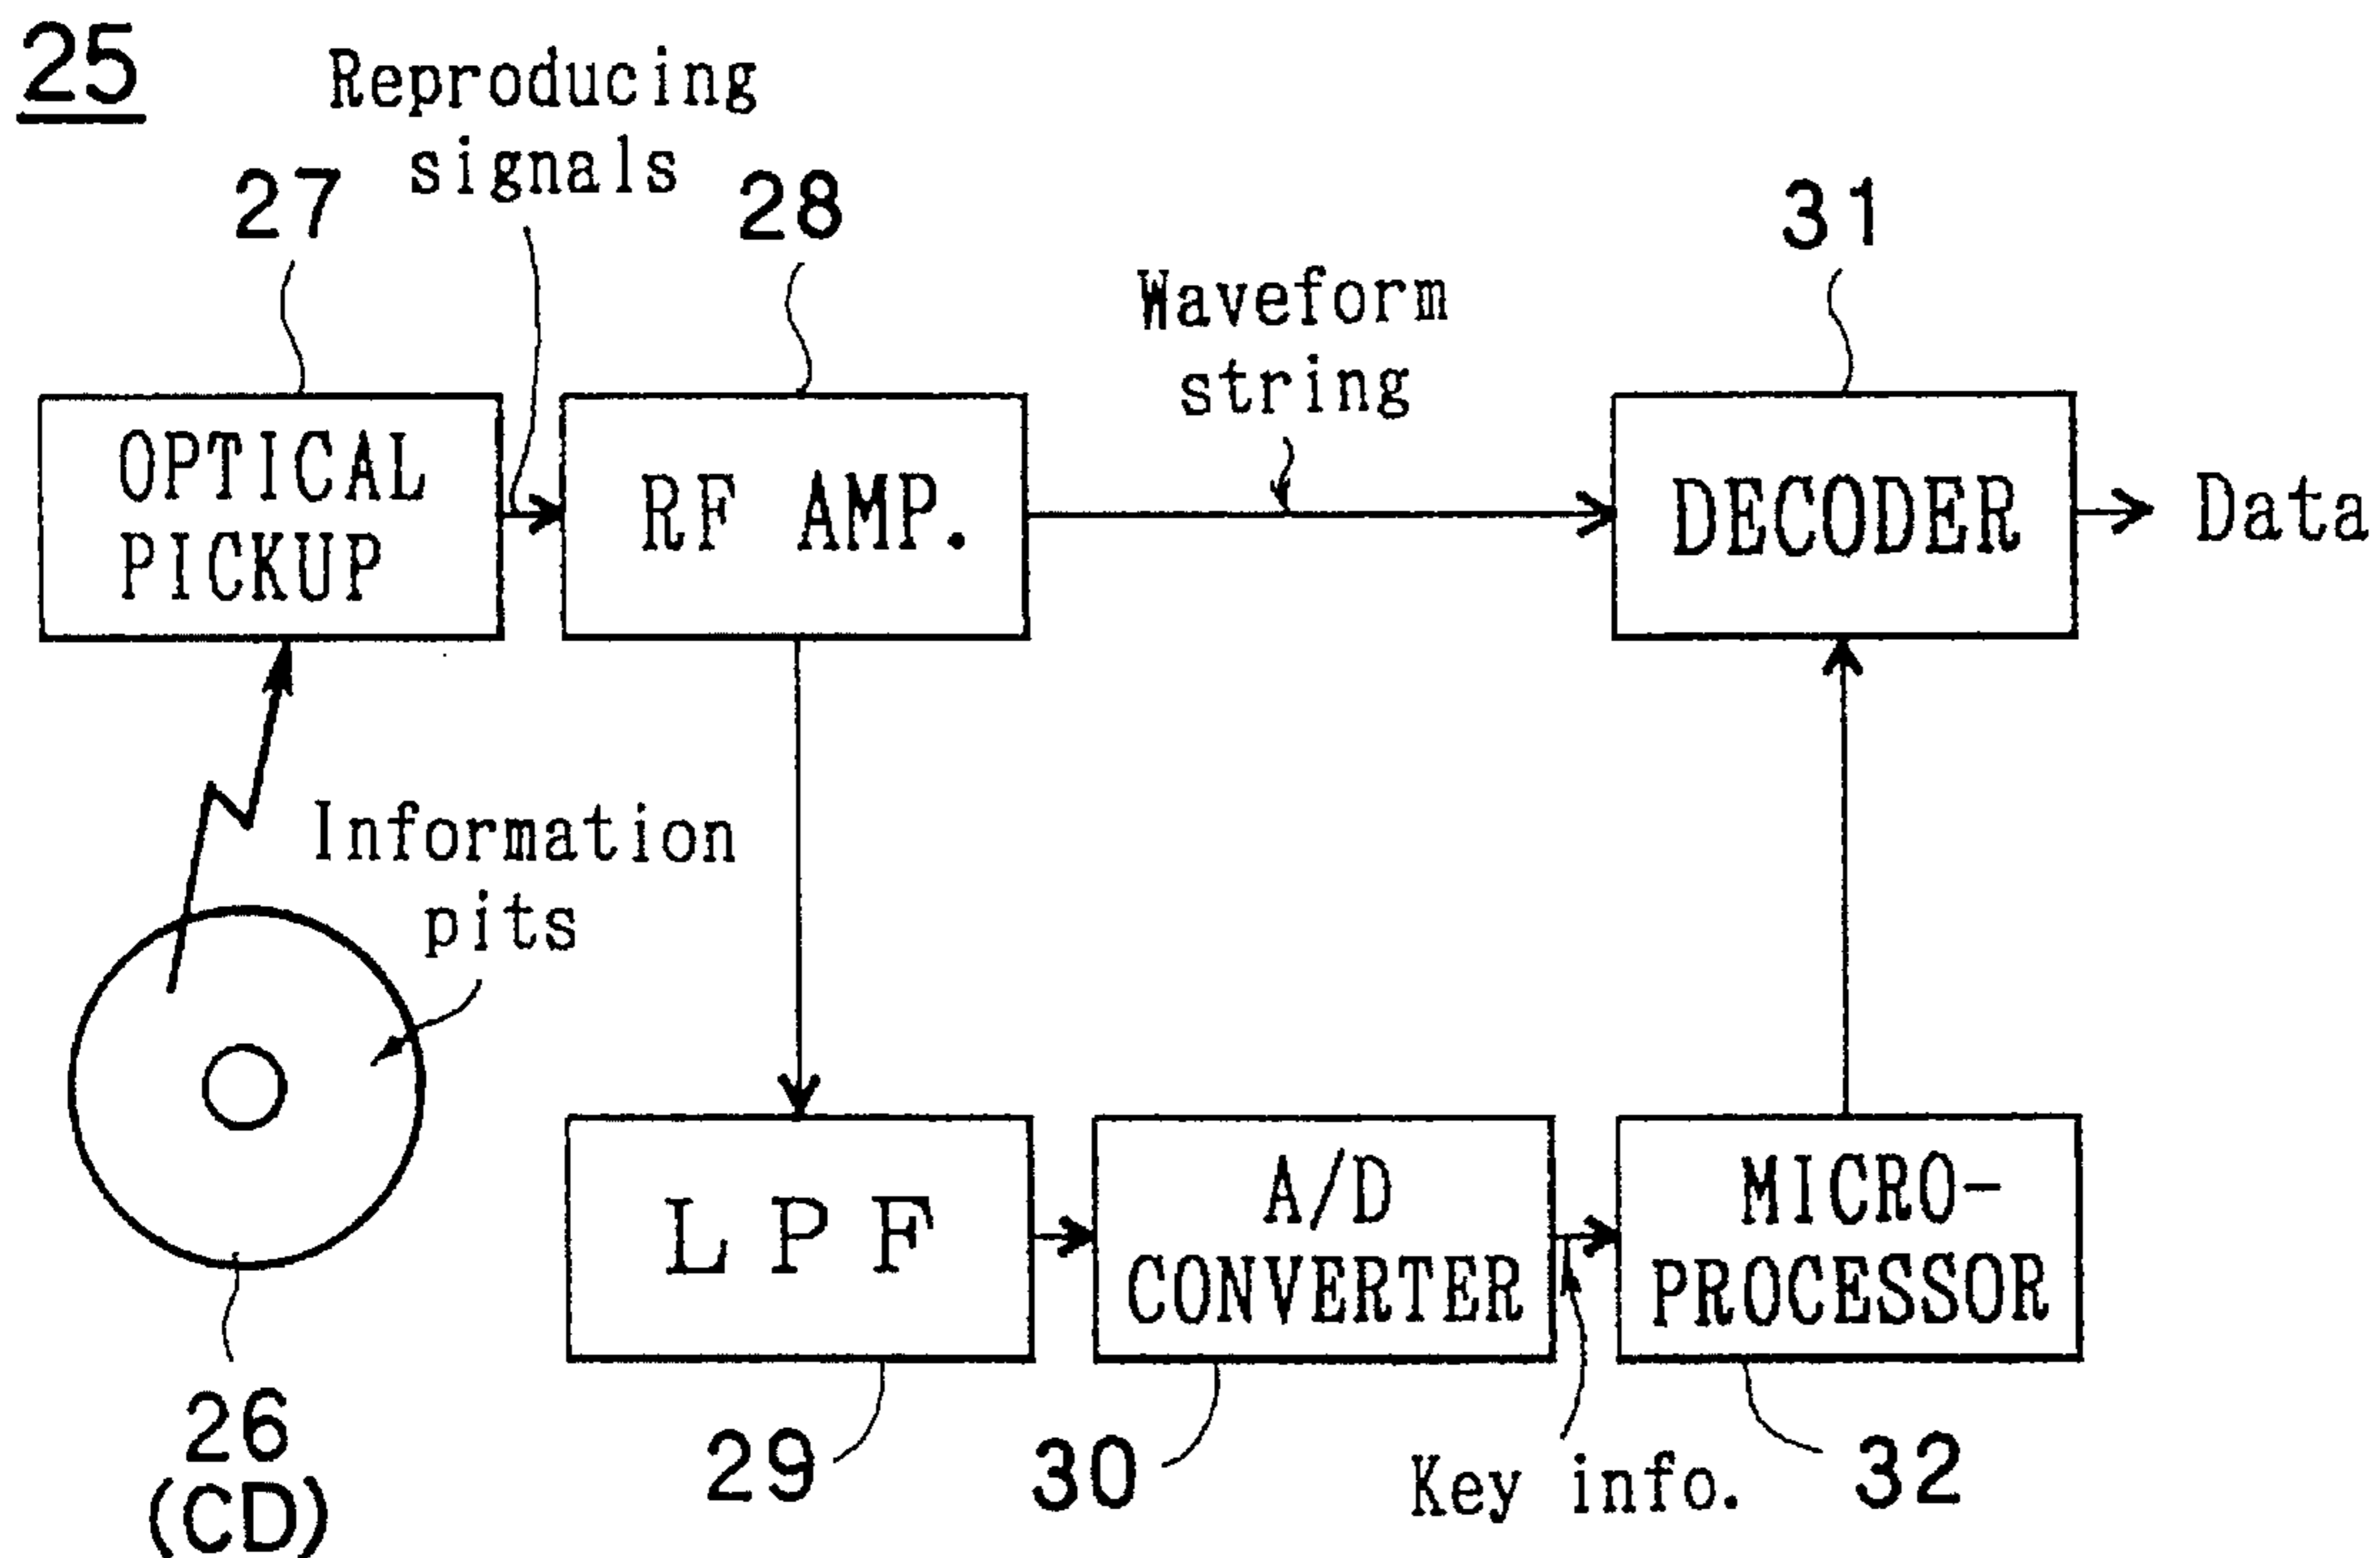 25
Reproducing
signals
27
28
31
Waveform
string
OPTICAL
PICKUP
RF AMP.
DECODER
Data
Information
pits
LPF
A/D
CONVERTER
MICRO-
PROCESSOR
26
(CD)
29
30
Key info.
32